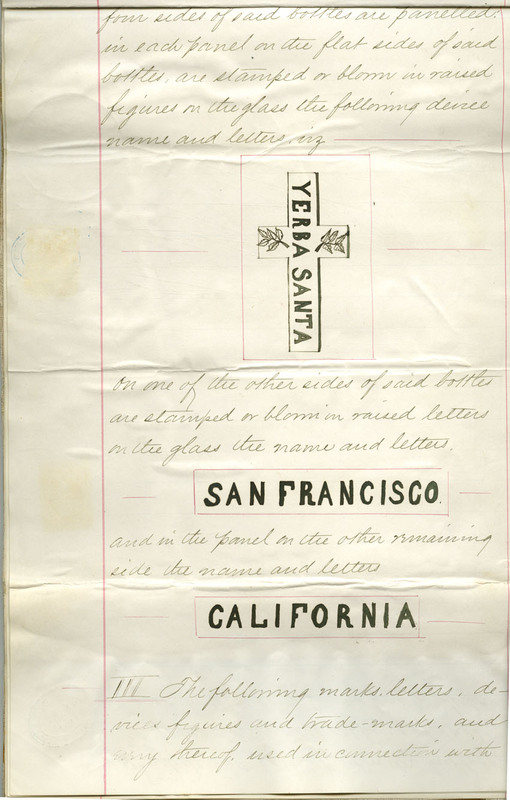 four sides of said bottles are panelled.
in each panel on the flat sides of said
bottles, are stamped or blown in raised
figures on the glass the following device
name and letters, viz
YERBA SANTA
on one of the other sides of said bottles
are stamped or blown in raised letters
on the glass the name and letters,
SAN FRANCISCO.
and in the panel on the other remaining
side the name and letters
CALIFORNIA
III The following marks, letters, de-
vices figures and trade-marks, and
any thereof, used in connection with